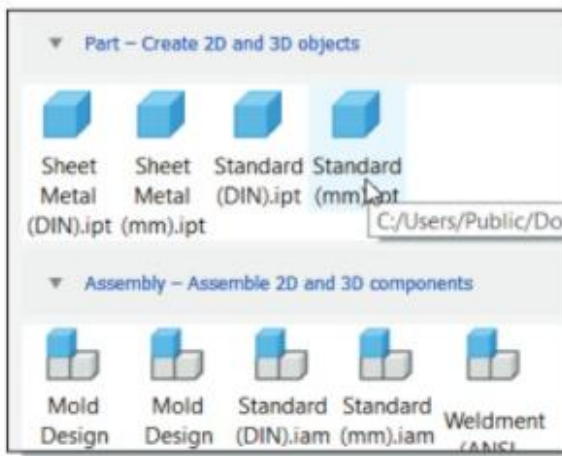 Part – Create 2D and 3D objects
Sheet Sheet Standard Standard
Metal Metal (DIN).ipt (mm).ipt
(DIN).ipt (mm).ipt
C:/Users/Public/Do
Assembly – Assemble 2D and 3D components
Mold Mold Standard Standard Weldment
Design Design (DIN).iam (mm).iam (ANSI